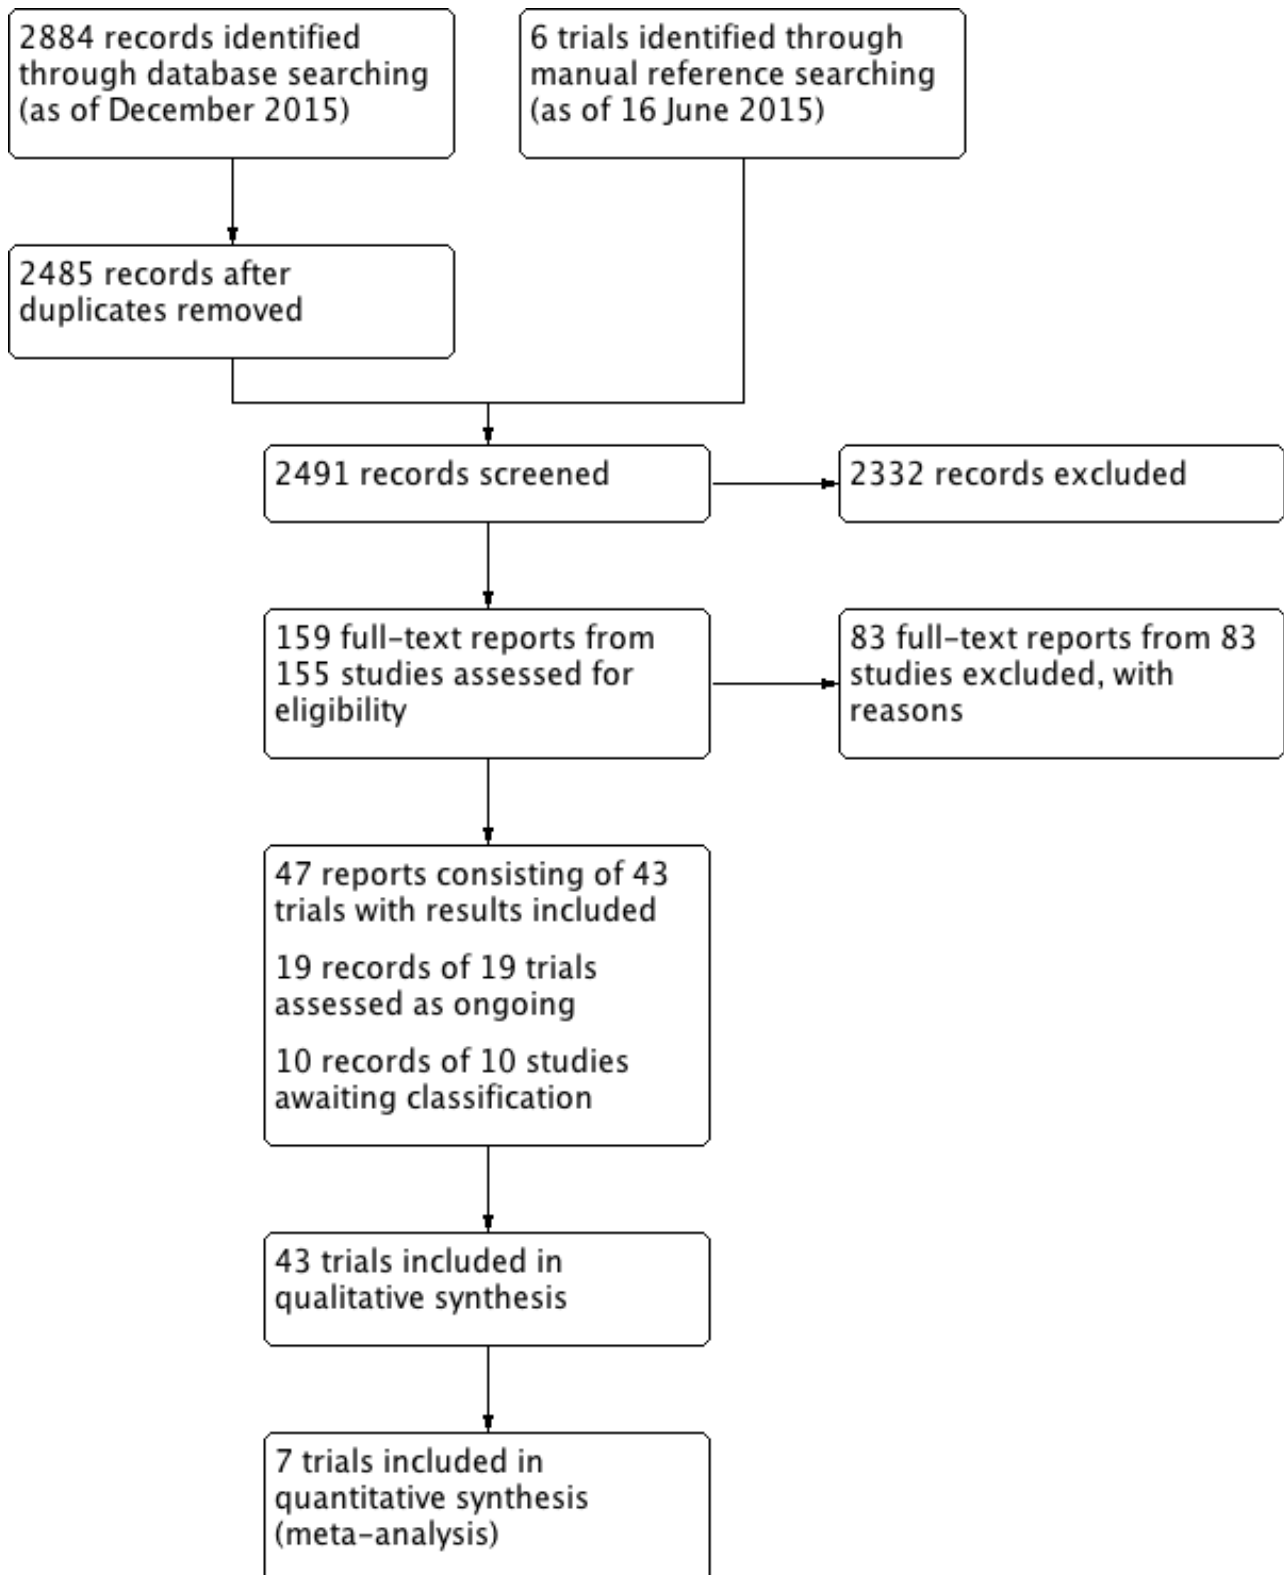 2884 records identified
through database searching
(as of December 2015)
6 trials identified through
manual reference searching
(as of 16 June 2015)
2485 records after
duplicates removed
2491 records screened
2332 records excluded
159 full-text reports from
155 studies assessed for
eligibility
83 full-text reports from 83
studies excluded, with
reasons
47 reports consisting of 43
trials with results included
19 records of 19 trials
assessed as ongoing
10 records of 10 studies
awaiting classification
43 trials included in
qualitative synthesis
7 trials included in
quantitative synthesis
(meta-analysis)